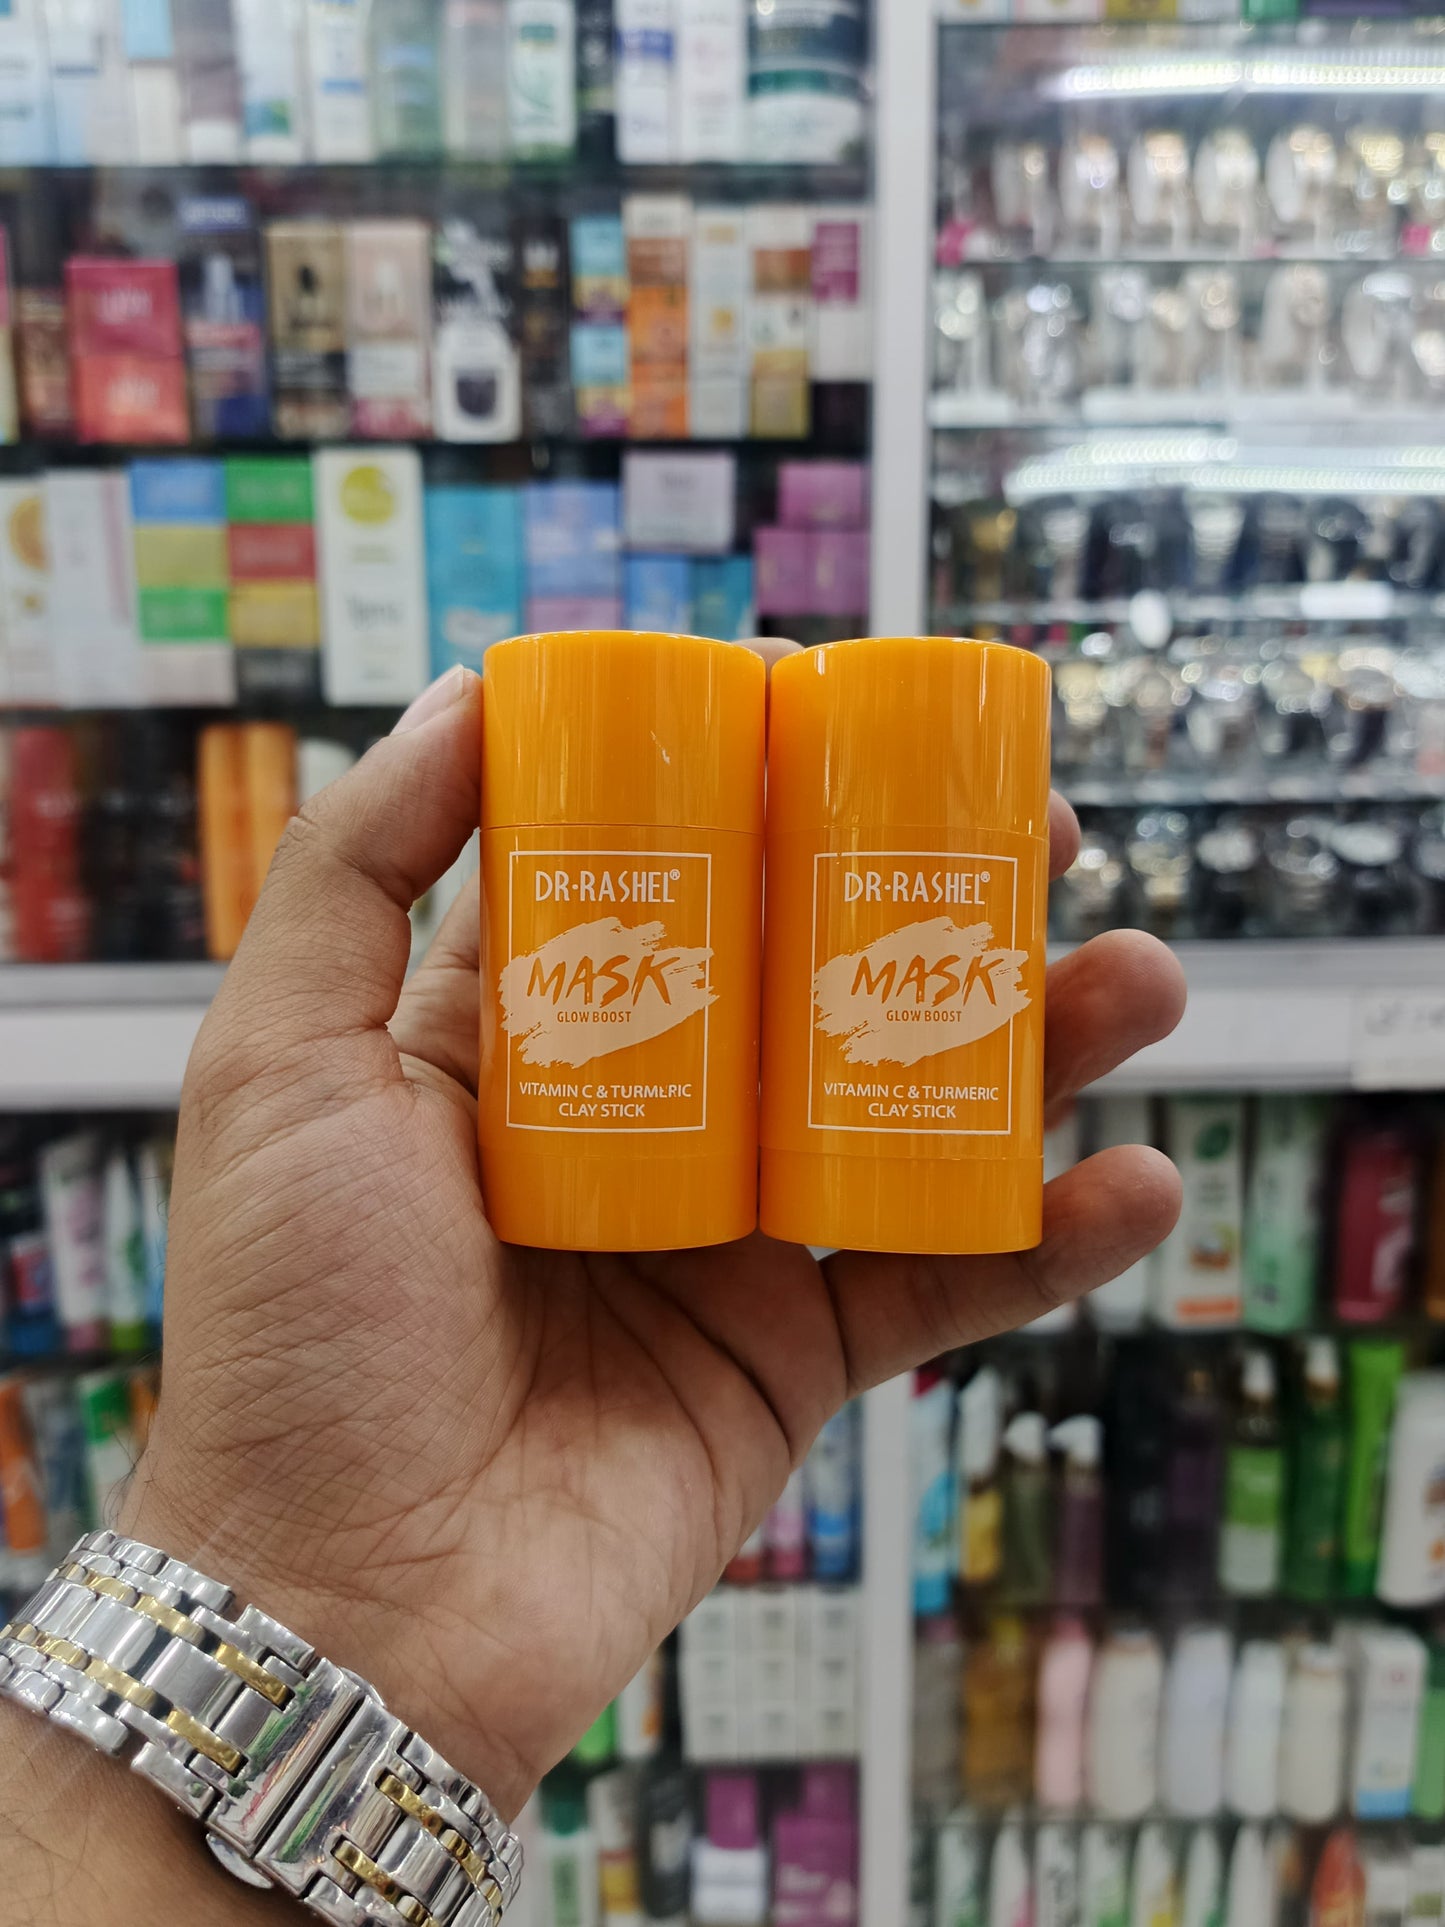 DR·RASHEL®
MASK
GLOW BOOST
VITAMIN C & TURMERIC
CLAY STICK
DR·RASHEL®
MASK
GLOW BOOST
VITAMIN C & TURMERIC
CLAY STICK